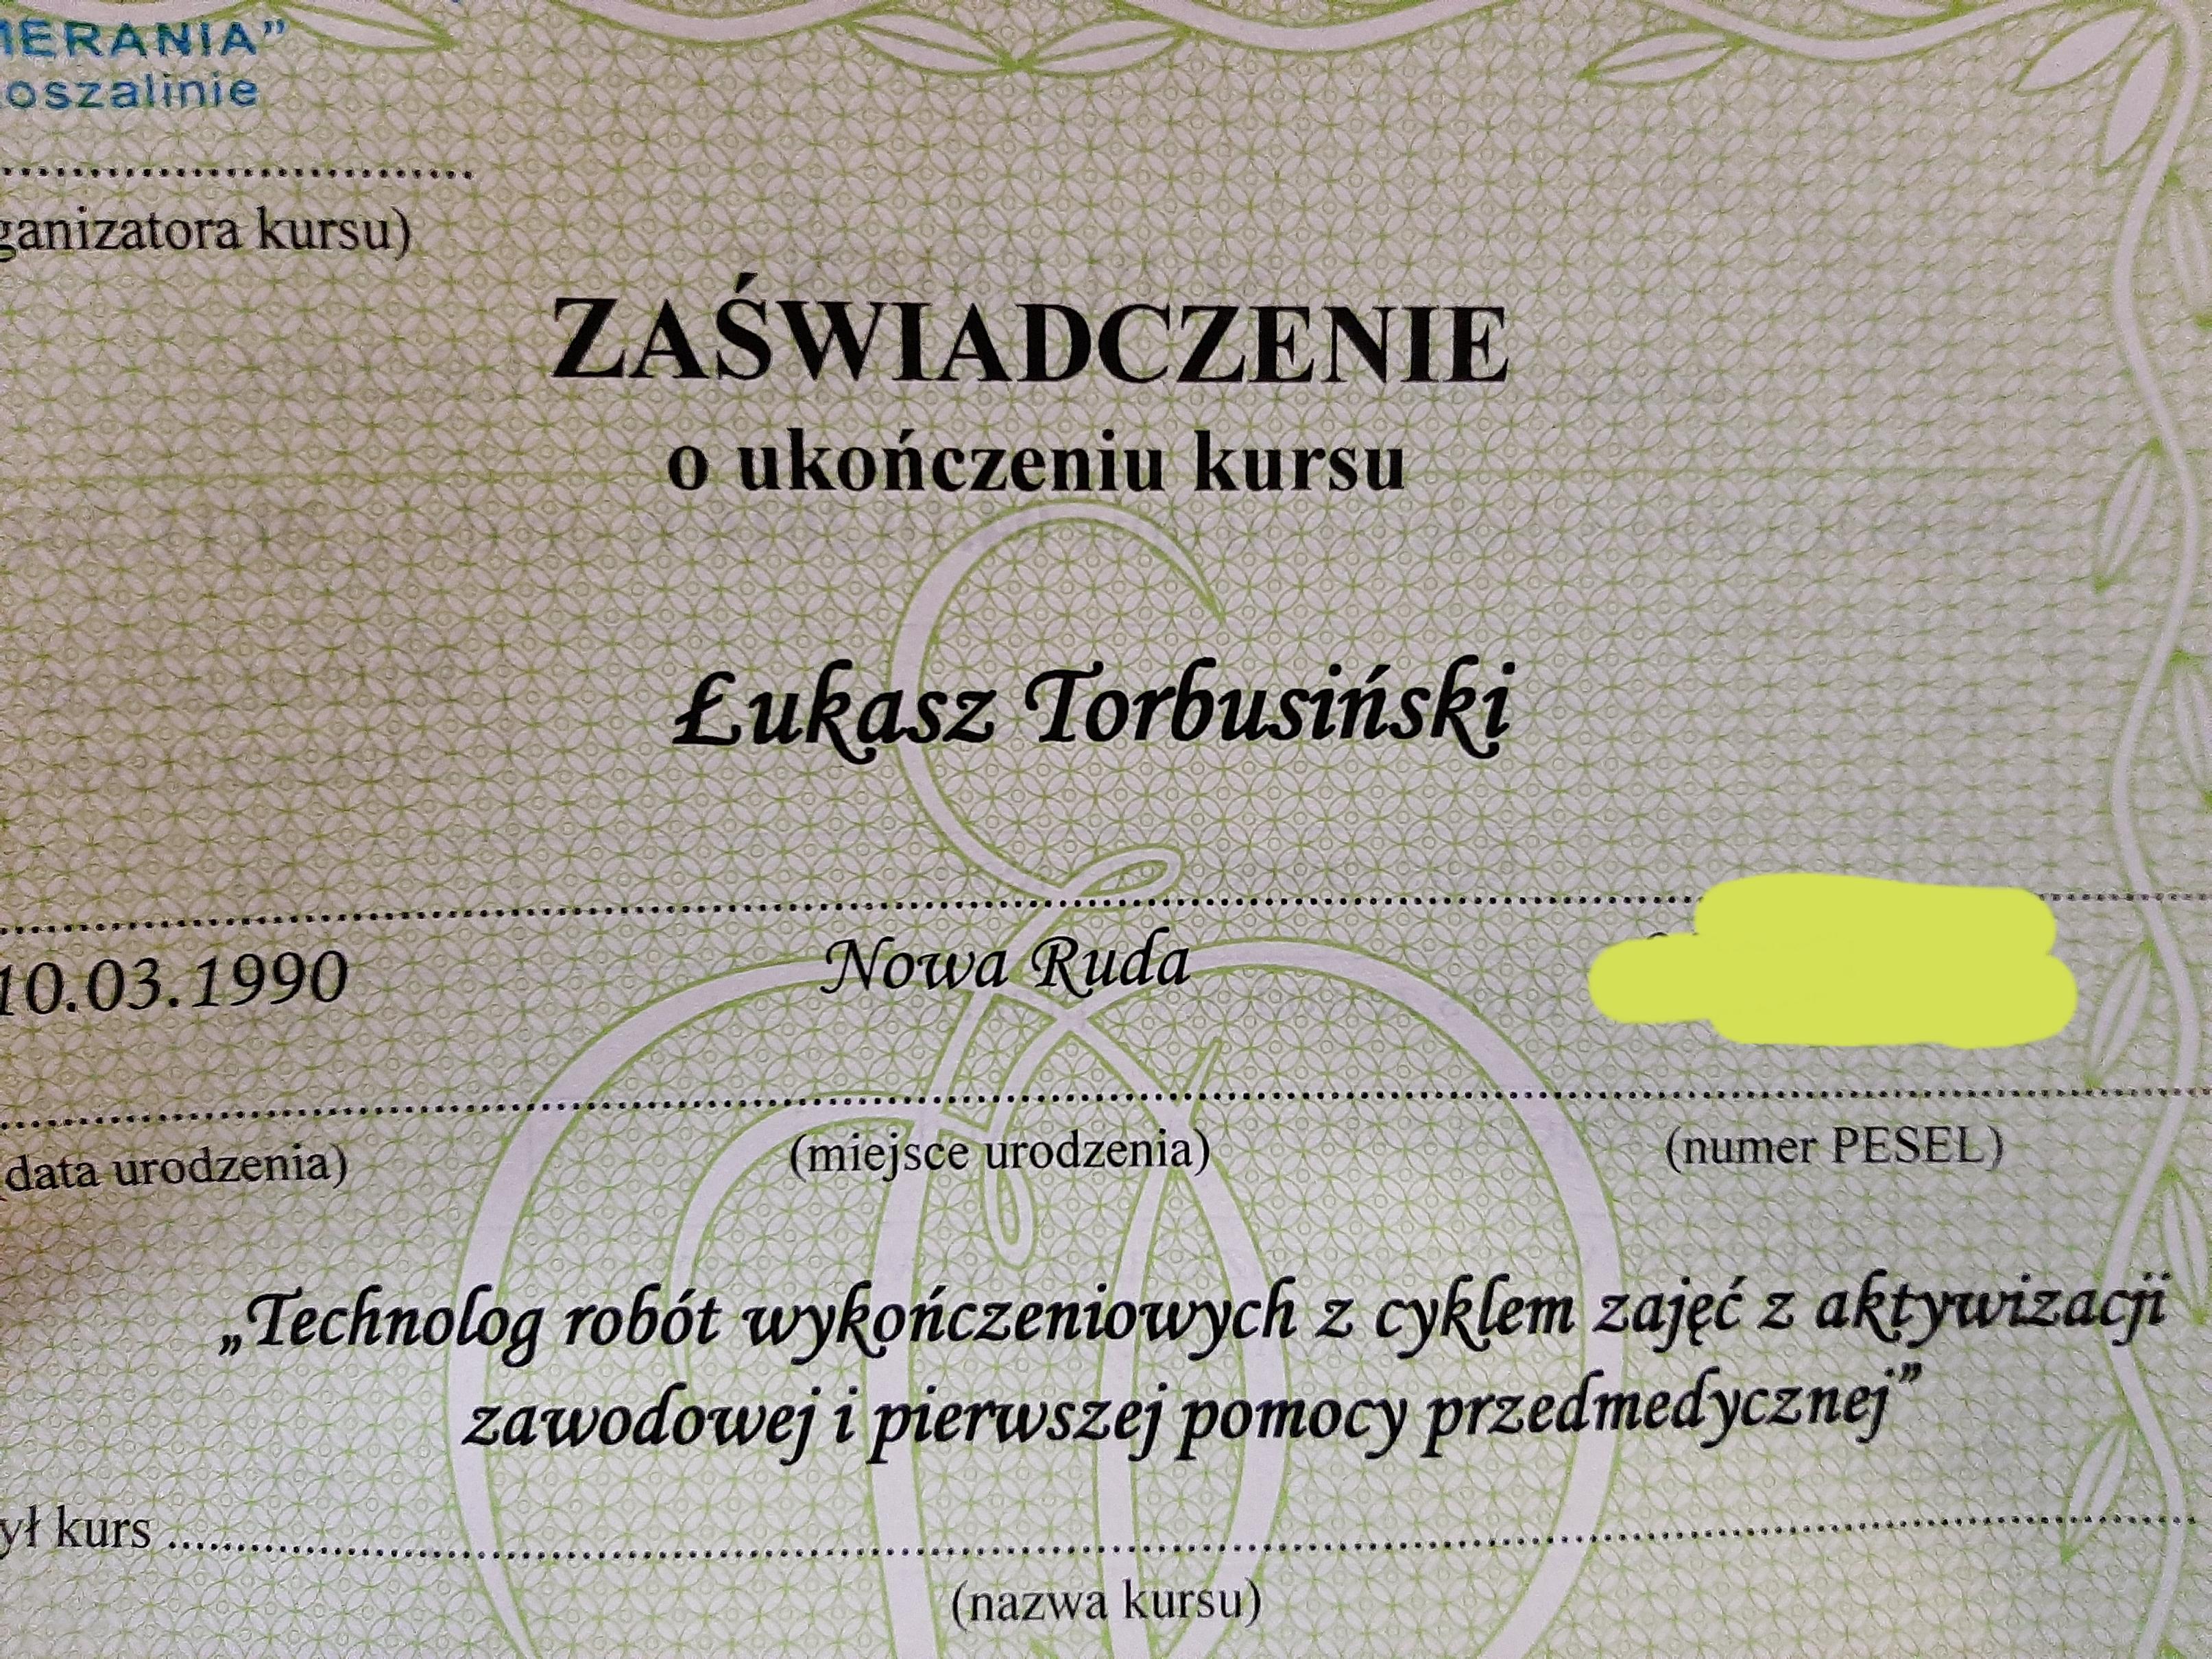 MERANIA”
oszalinie
ganizatora kursu)
ZAŚWIADCZENIE
o ukończeniu kursu
Łukasz Torbusiński
10.03.1990 Nowa Ruda
data urodzenia) (miejsce urodzenia) (numer PESEL)
„Technolog robót wykończeniowych z cyklem zajęć z aktywizacji
zawodowej i pierwszej pomocy przedmedycznej”
ył kurs
(nazwa kursu)